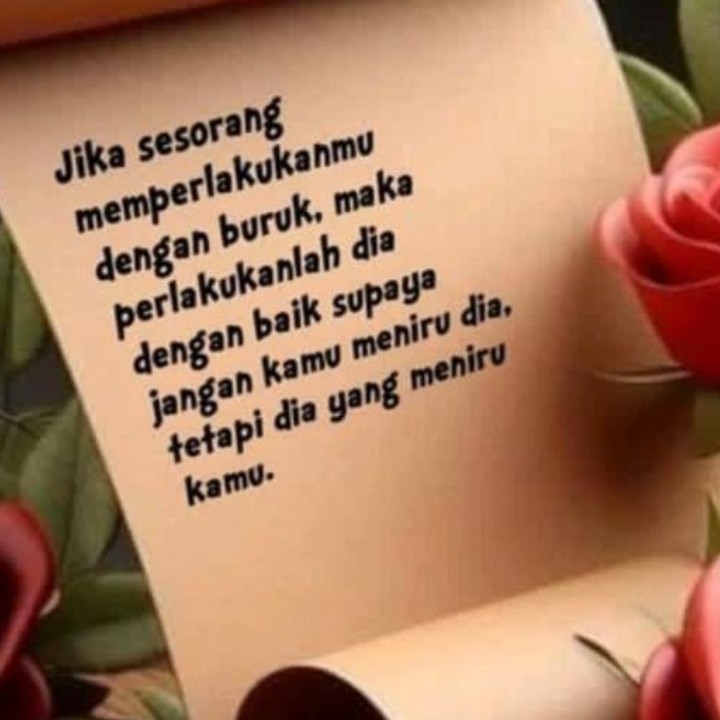 Jika sesorang
memperlakukanmu
dengan buruk, maka
perlakukanlah dia
dengan baik supaya
jangan kamu meniru dia,
tetapi dia yang meniru
kamu.